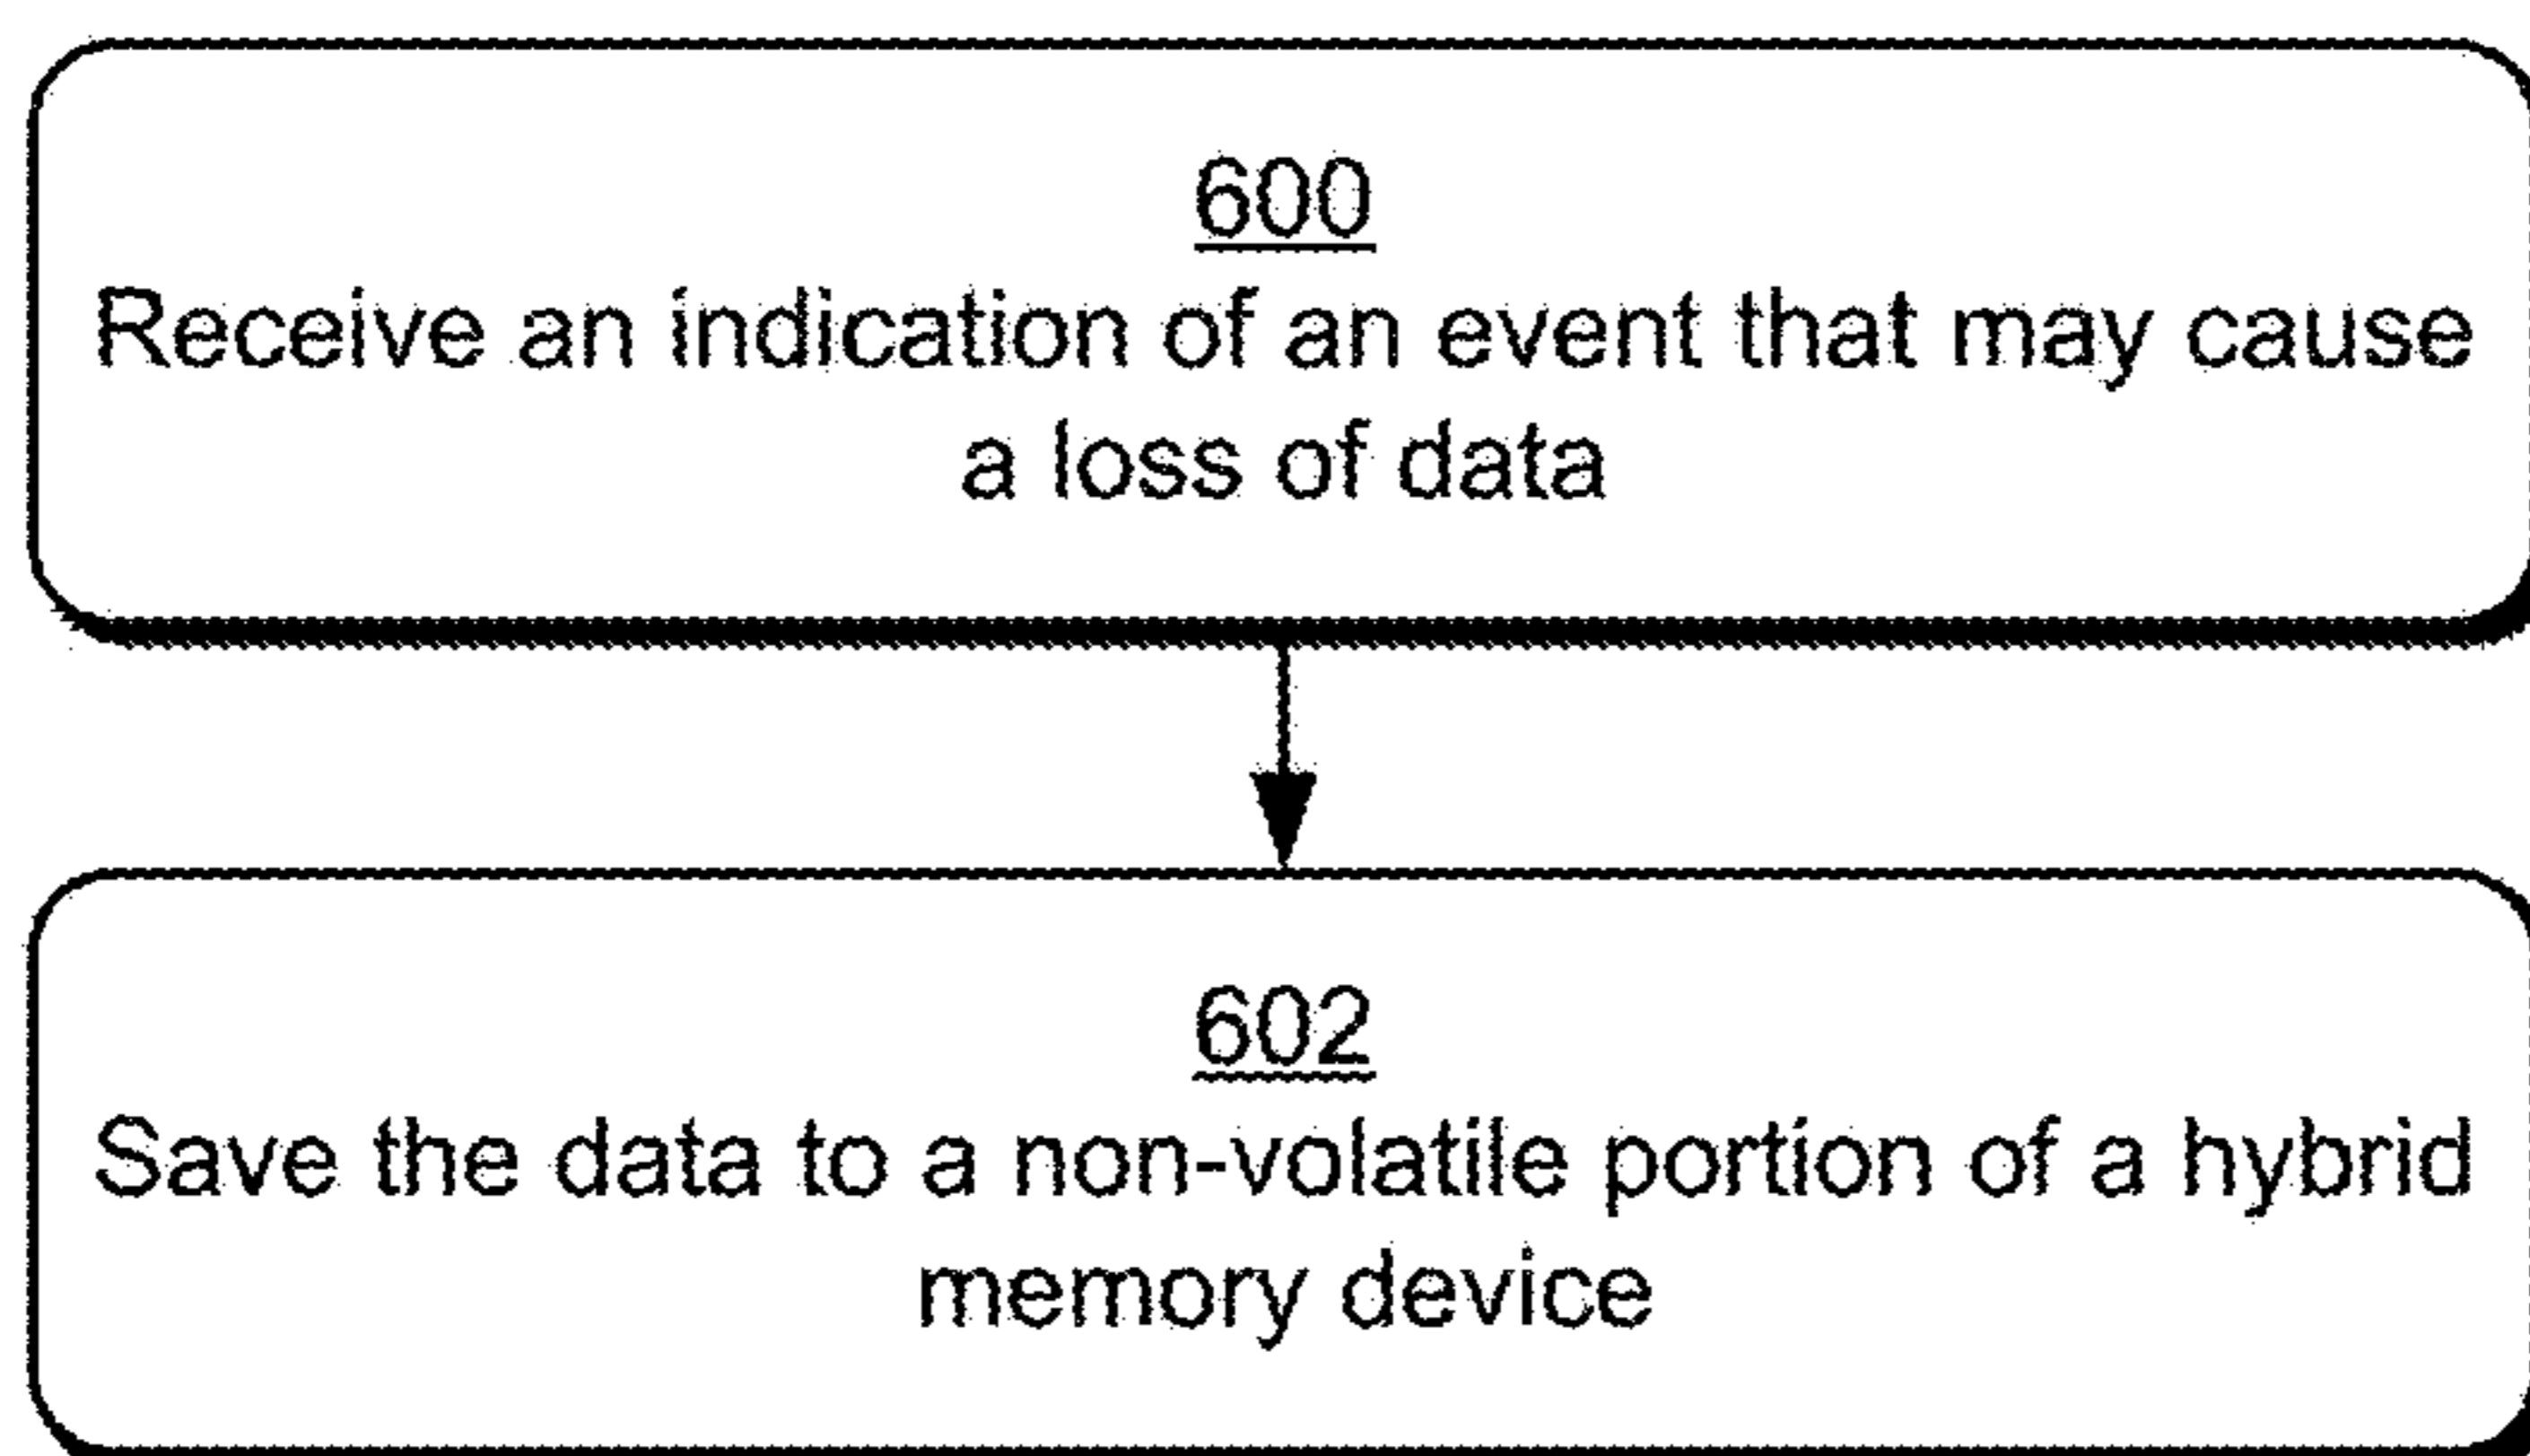 600
Receive an indication of an event that may cause
a loss of data
602
Save the data to a non-volatile portion of a hybrid
memory device